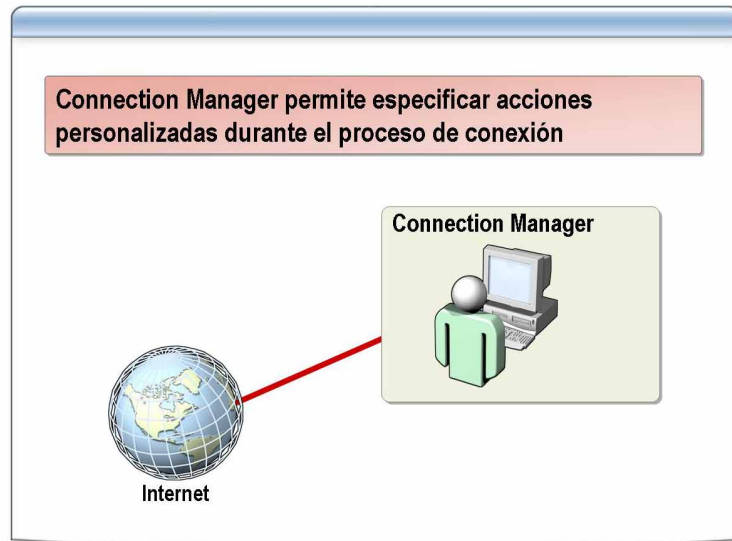 Connection Manager permite especificar acciones
personalizadas durante el proceso de conexión
Connection Manager
Internet